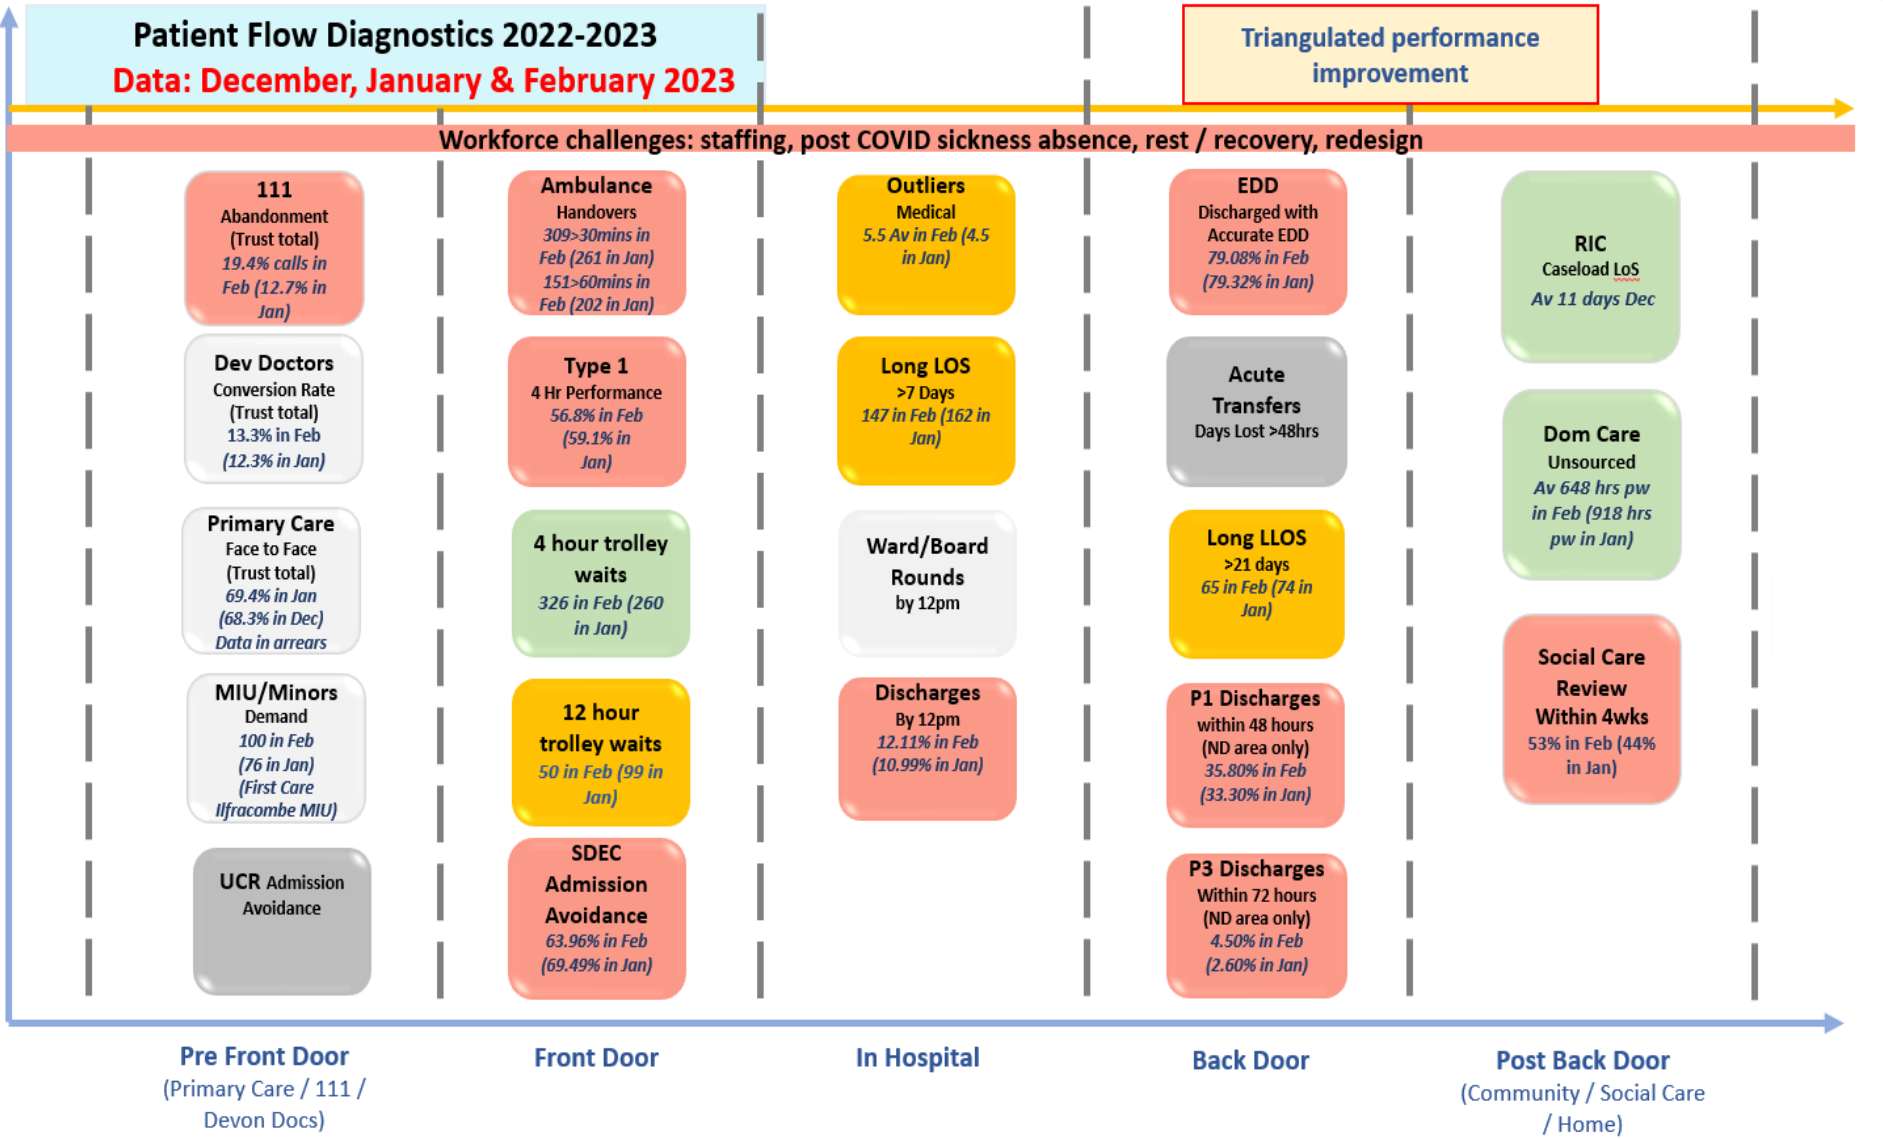 Patient Flow Diagnostics 2022-2023
Data: December, January & February 2023
Triangulated performance
improvement
Workforce challenges: staffing, post COVID sickness absence, rest / recovery, redesign
111
Abandonment
(Trust total)
19.4% calls in
Feb (12.7% in
Jan)
Dev Doctors
Conversion Rate
(Trust total)
13.3% in Feb
(12.3% in Jan)
Primary Care
Face to Face
(Trust total)
69.4% in Jan
(68.3% in Dec)
Data in arrears
MIU/Minors
Demand
100 in Feb
(76 in Jan)
(First Care
Ilfracombe MIU)
UCR Admission
Avoidance
Ambulance
Handovers
309>30mins in
Feb (261 in Jan)
151>60mins in
Feb (202 in Jan)
Type 1
4 Hr Performance
56.8% in Feb
(59.1% in
Jan)
4 hour trolley
waits
326 in Feb (260
in Jan)
12 hour
trolley waits
50 in Feb (99 in
Jan)
SDEC
Admission
Avoidance
63.96% in Feb
(69.49% in Jan)
Outliers
Medical
5.5 Av in Feb (4.5
in Jan)
Long LOS
>7 Days
147 in Feb (162 in
Jan)
Ward/Board
Rounds
by 12pm
Discharges
By 12pm
12.11% in Feb
(10.99% in Jan)
EDD
Discharged with
Accurate EDD
79.08% in Feb
(79.32% in Jan)
Acute
Transfers
Days Lost >48hrs
Long LLOS
>21 days
65 in Feb (74 in
Jan)
P1 Discharges
within 48 hours
(ND area only)
35.80% in Feb
(33.30% in Jan)
P3 Discharges
Within 72 hours
(ND area only)
4.50% in Feb
(2.60% in Jan)
RIC
Caseload LoS
Av 11 days Dec
Dom Care
Unsourced
Av 648 hrs pw
in Feb (918 hrs
pw in Jan)
Social Care
Review
Within 4wks
53% in Feb (44%
in Jan)
Pre Front Door
(Primary Care / 111 /
Devon Docs)
Front Door
In Hospital
Back Door
Post Back Door
(Community / Social Care
/ Home)